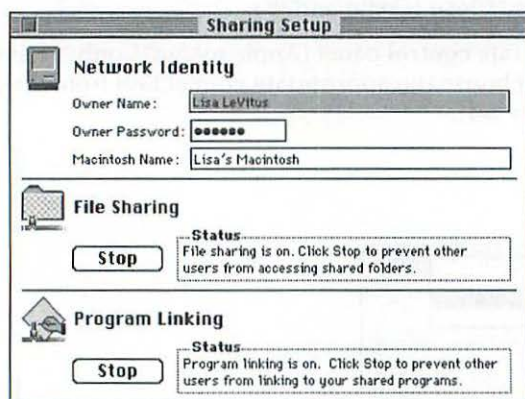 Sharing Setup
Network Identity
Owner Name: Lisa LeVitus
Owner Password: ●●●●●●
Macintosh Name: Lisa's Macintosh
File Sharing
Stop
Status
File sharing is on. Click Stop to prevent other
users from accessing shared folders.
Program Linking
Stop
Status
Program linking is on. Click Stop to prevent other
users from linking to your shared programs.